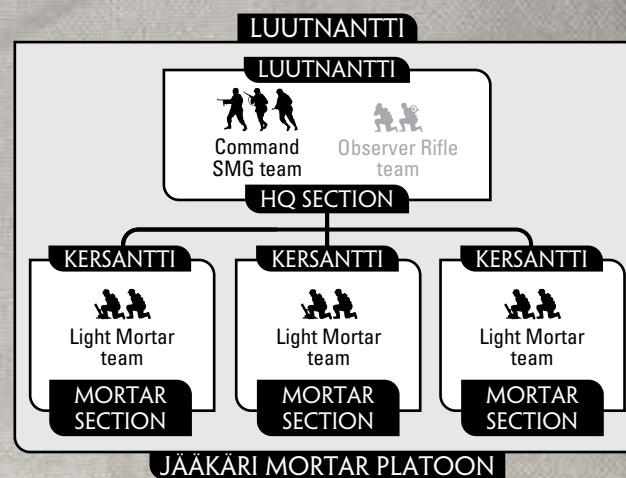 LUUTNANTTI
LUUTNANTTI
Command
SMG team
Observer Rifle
team
HQ SECTION
KERSANTTI
Light Mortar
team
MORTAR
SECTION
KERSANTTI
Light Mortar
team
MORTAR
SECTION
KERSANTTI
Light Mortar
team
MORTAR
SECTION
JÄÄKÄRI MORTAR PLATOON